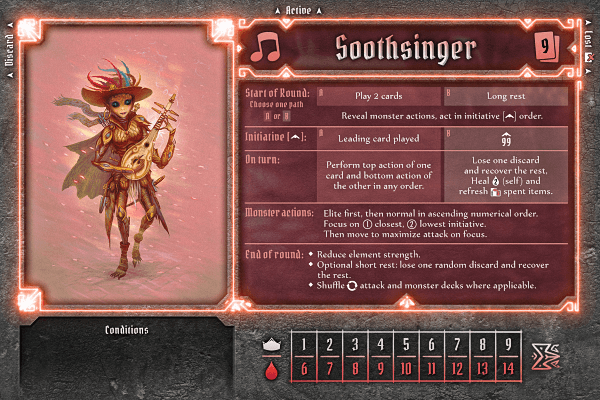 Active
Discard
Lost
Soothsinger
9
Start of Round:
Choose one path
A or B
A Play 2 cards
B Long rest
Reveal monster actions, act in initiative [ ] order.
Initiative [ ]:
A Leading card played
B 99
On turn:
Perform top action of one
card and bottom action of
the other in any order.
Lose one discard
and recover the rest,
Heal (self) and
refresh spent items.
Monster actions:
Elite first, then normal in ascending numerical order.
Focus on ① closest, ② lowest initiative.
Then move to maximize attack on focus.
End of round:
◆ Reduce element strength.
◆ Optional short rest: lose one random discard and recover
the rest.
◆ Shuffle attack and monster decks where applicable.
Conditions
1 2 3 4 5 6 7 8 9
6 7 8 9 10 11 12 13 14